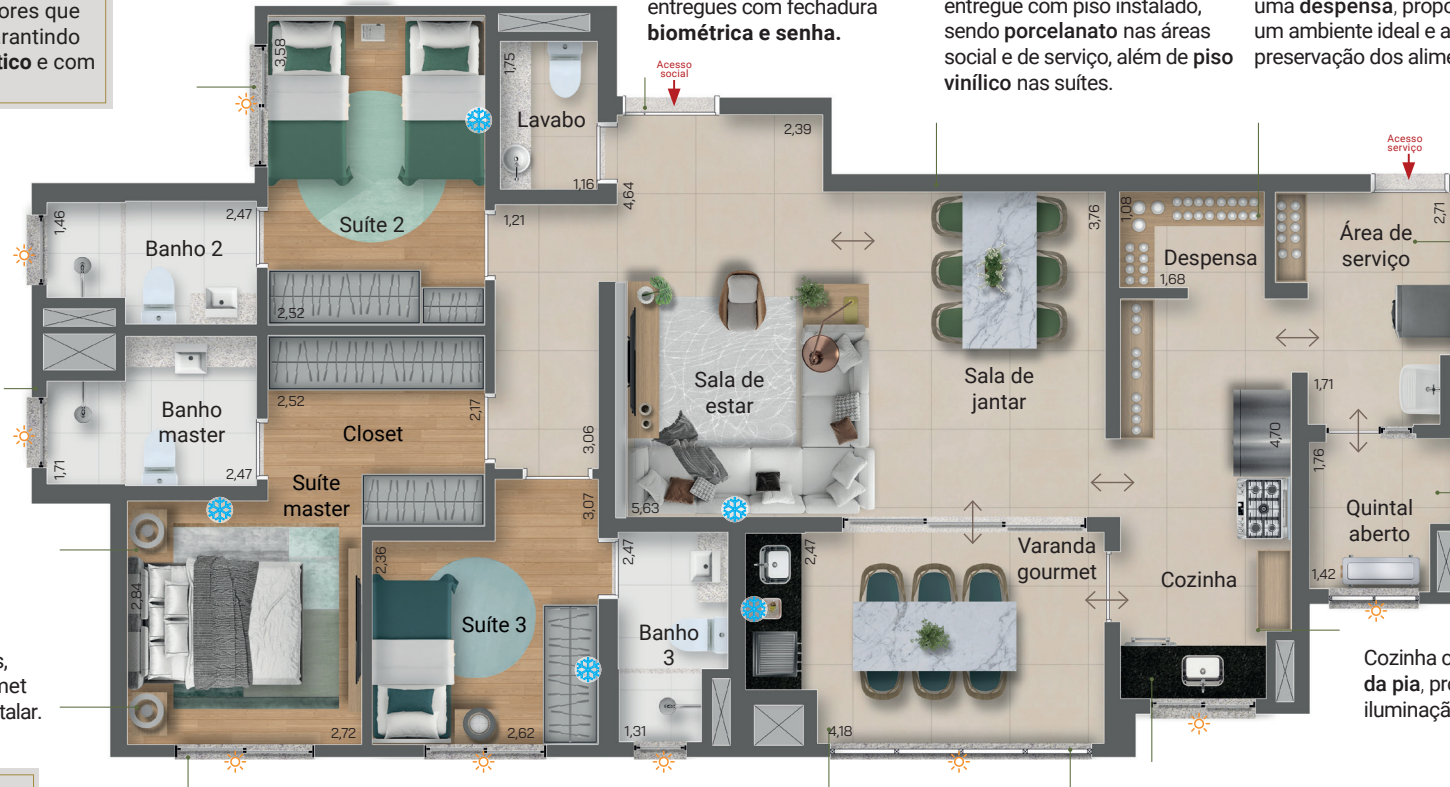 ores que
rantindo
tico e com
entregues com fechadura
biométrica e senha.
entregue com piso instalado,
sendo porcelanato nas áreas
social e de serviço, além de piso
vinílico nas suítes.
uma despensa, propo
um ambiente ideal e a
preservação dos alime
Acesso
social
Acesso
serviço
3,58
1,75
Lavabo
1,16
2,39
4,64
1,21
Suíte 2
2,52
1,46
2,47
Banho 2
3,76
1,08
Despensa
1,68
Área de
serviço
2,71
Banho
master
1,71
2,47
2,52
2,17
Closet
Suíte
master
3,06
3,07
Sala de
estar
5,63
Sala de
jantar
4,70
1,71
1,76
Quintal
aberto
1,42
2,84
2,72
2,36
Suíte 3
2,62
2,47
Banho
3
1,31
2,47
Varanda
gourmet
4,18
Cozinha
s,
met
talar.
Cozinha c
da pia, pr
iluminaçã